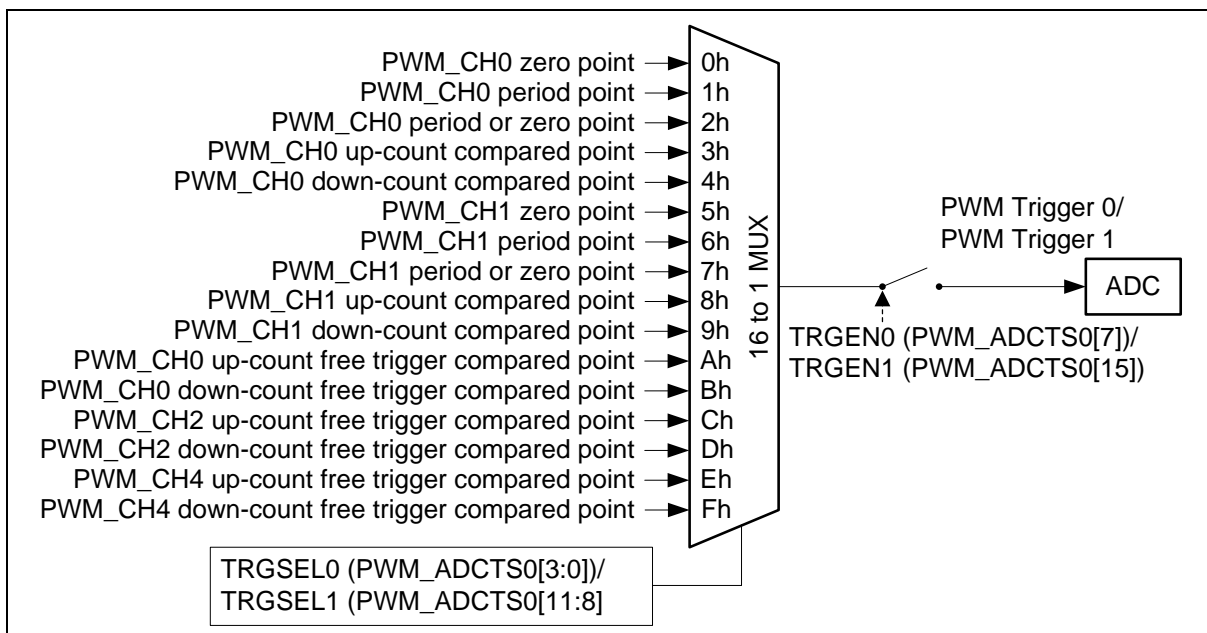 PWM_CH0 zero point
0h
PWM_CH0 period point
1h
PWM_CH0 period or zero point
2h
PWM_CH0 up-count compared point
3h
PWM_CH0 down-count compared point
4h
PWM_CH1 zero point
5h
PWM_CH1 period point
6h
PWM_CH1 period or zero point
7h
PWM_CH1 up-count compared point
8h
PWM_CH1 down-count compared point
9h
PWM_CH0 up-count free trigger compared point
Ah
PWM_CH0 down-count free trigger compared point
Bh
PWM_CH2 up-count free trigger compared point
Ch
PWM_CH2 down-count free trigger compared point
Dh
PWM_CH4 up-count free trigger compared point
Eh
PWM_CH4 down-count free trigger compared point
Fh
16 to 1 MUX
PWM Trigger 0/
PWM Trigger 1
ADC
TRGEN0 (PWM_ADCTS0[7])/
TRGEN1 (PWM_ADCTS0[15])
TRGSEL0 (PWM_ADCTS0[3:0])/
TRGSEL1 (PWM_ADCTS0[11:8]